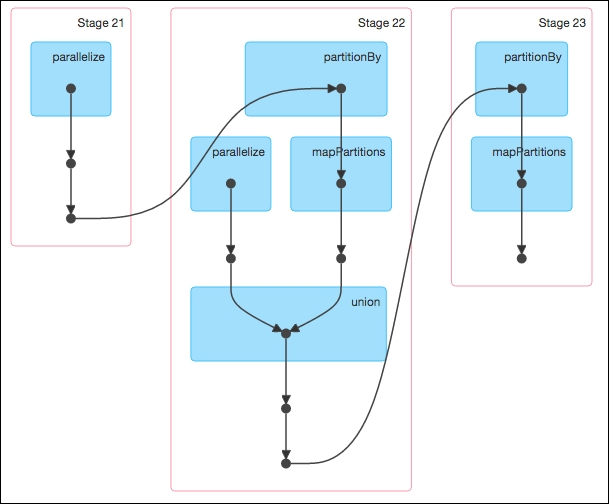 Stage 21
parallelize
Stage 22
partitionBy
parallelize
mapPartitions
union
Stage 23
partitionBy
mapPartitions